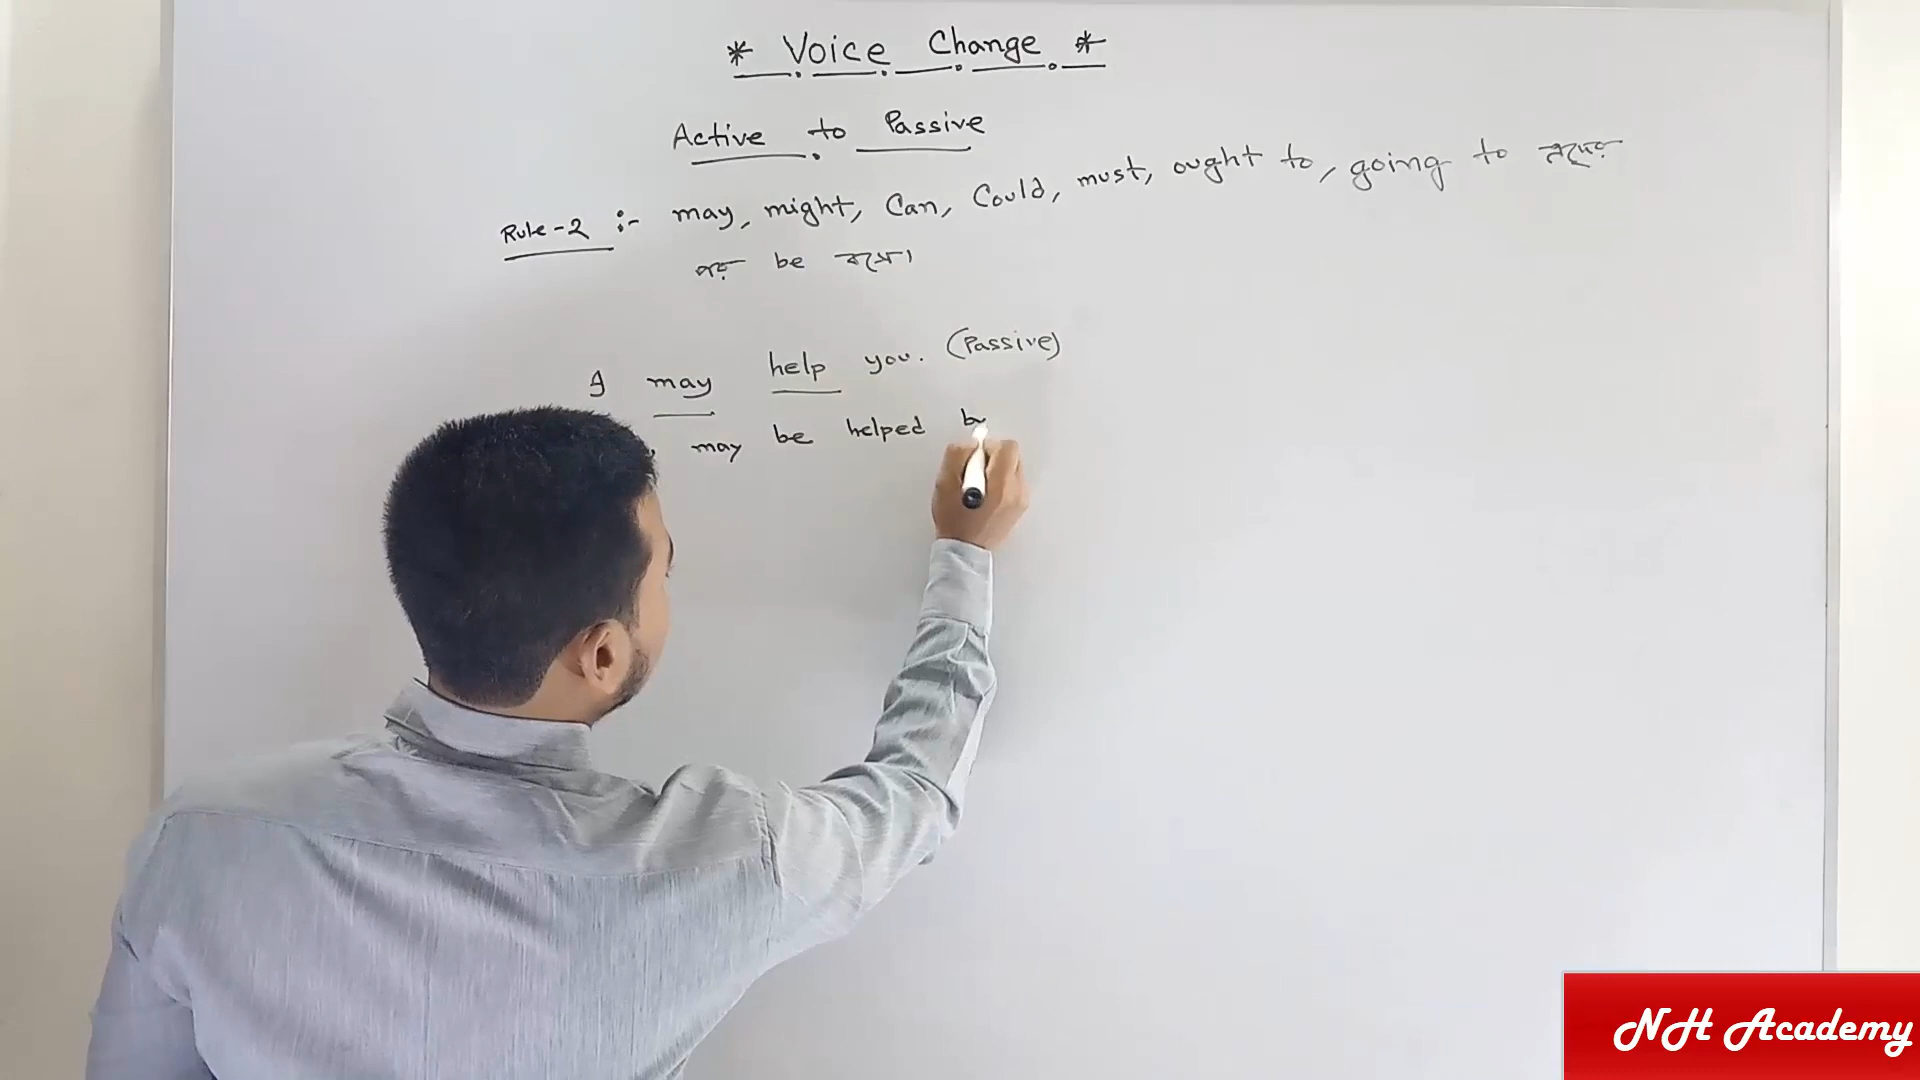 * Voice Change *
Active to Passive
Rule-2 :- may, might, Can, Could, must, ought to, going to এদের
পর be বসে।
I may help you. (Passive)
may be helped b
NH Academy